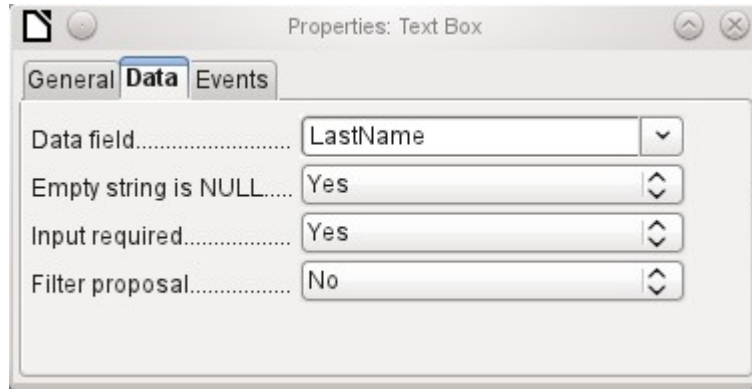 Properties: Text Box
General Data Events
Data field.......................... LastName
Empty string is NULL..... Yes
Input required.................. Yes
Filter proposal................. No